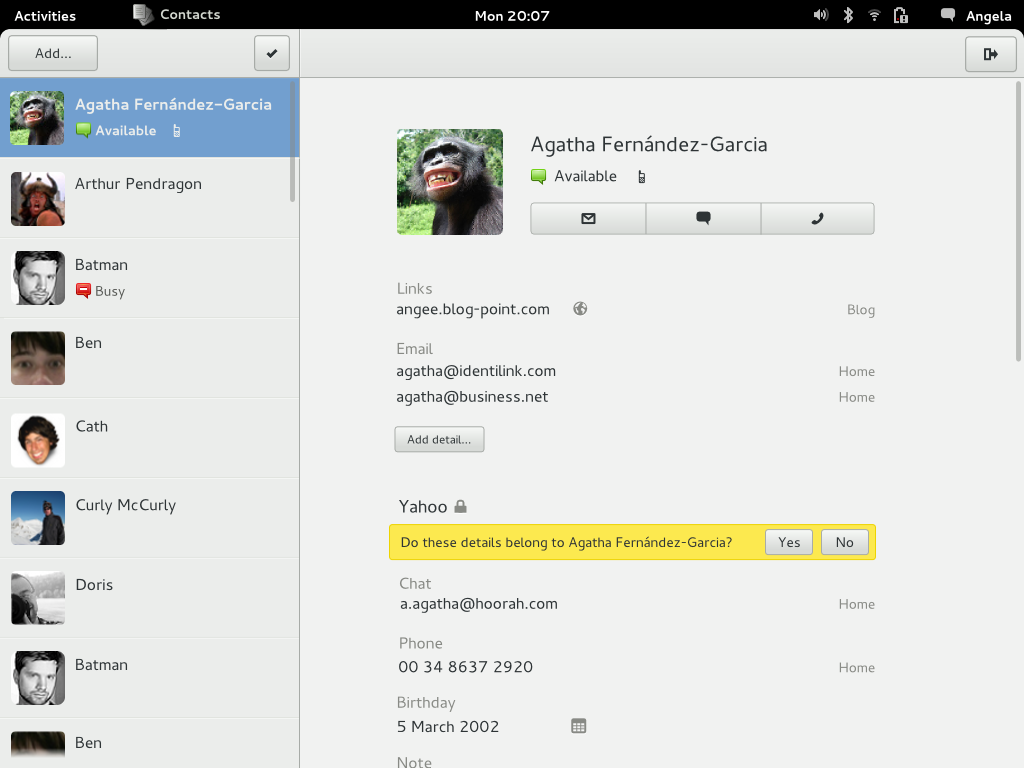 Activities Contacts Mon 20:07 Angela
Add...
Agatha Fernández-Garcia
Available
Arthur Pendragon
Batman
Busy
Ben
Cath
Curly McCurly
Doris
Batman
Ben
Agatha Fernández-Garcia
Available
Links
angee.blog-point.com Blog
Email
agatha@identilink.com Home
agatha@business.net Home
Add detail...
Yahoo
Do these details belong to Agatha Fernández-Garcia? Yes No
Chat
a.agatha@hoorah.com Home
Phone
00 34 8637 2920 Home
Birthday
5 March 2002
Note